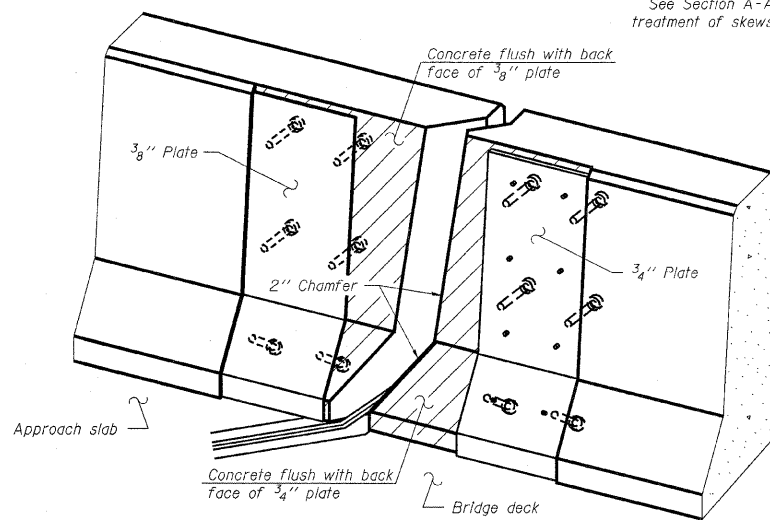 See Section A-A
treatment of skews
Concrete flush with back
face of 3/8" plate
3/8" Plate
2" Chamfer
3/4" Plate
Approach slab
Concrete flush with back
face of 3/4" plate
Bridge deck